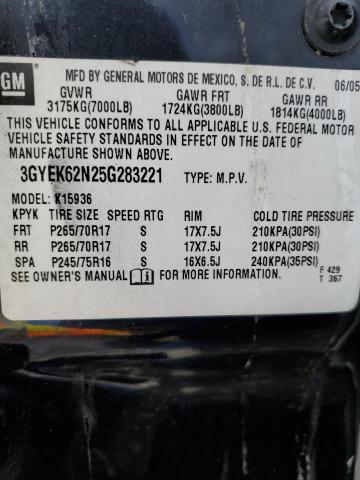 GM
MFD BY GENERAL MOTORS DE MEXICO, S. DE R.L. DE C.V. 06/05
GVWR GAWR FRT GAWR RR
3175KG(7000LB) 1724KG(3800LB) 1814KG(4000LB)
THIS VEHICLE CONFORMS TO ALL APPLICABLE U.S. FEDERAL MOTOR
VEHICLE SAFETY STANDARDS IN EFFECT ON THE DATE OF
MANUFACTURE SHOWN ABOVE.
3GYEK62N25G283221 TYPE: M.P.V.
MODEL: K15936
KPYK TIRE SIZE SPEED RTG RIM COLD TIRE PRESSURE
FRT P265/70R17 S 17X7.5J 210KPA(30PSI)
RR P265/70R17 S 17X7.5J 210KPA(30PSI)
SPA P245/75R16 S 16X6.5J 240KPA(35PSI)
SEE OWNER'S MANUAL FOR MORE INFORMATION.
F 429
T 367